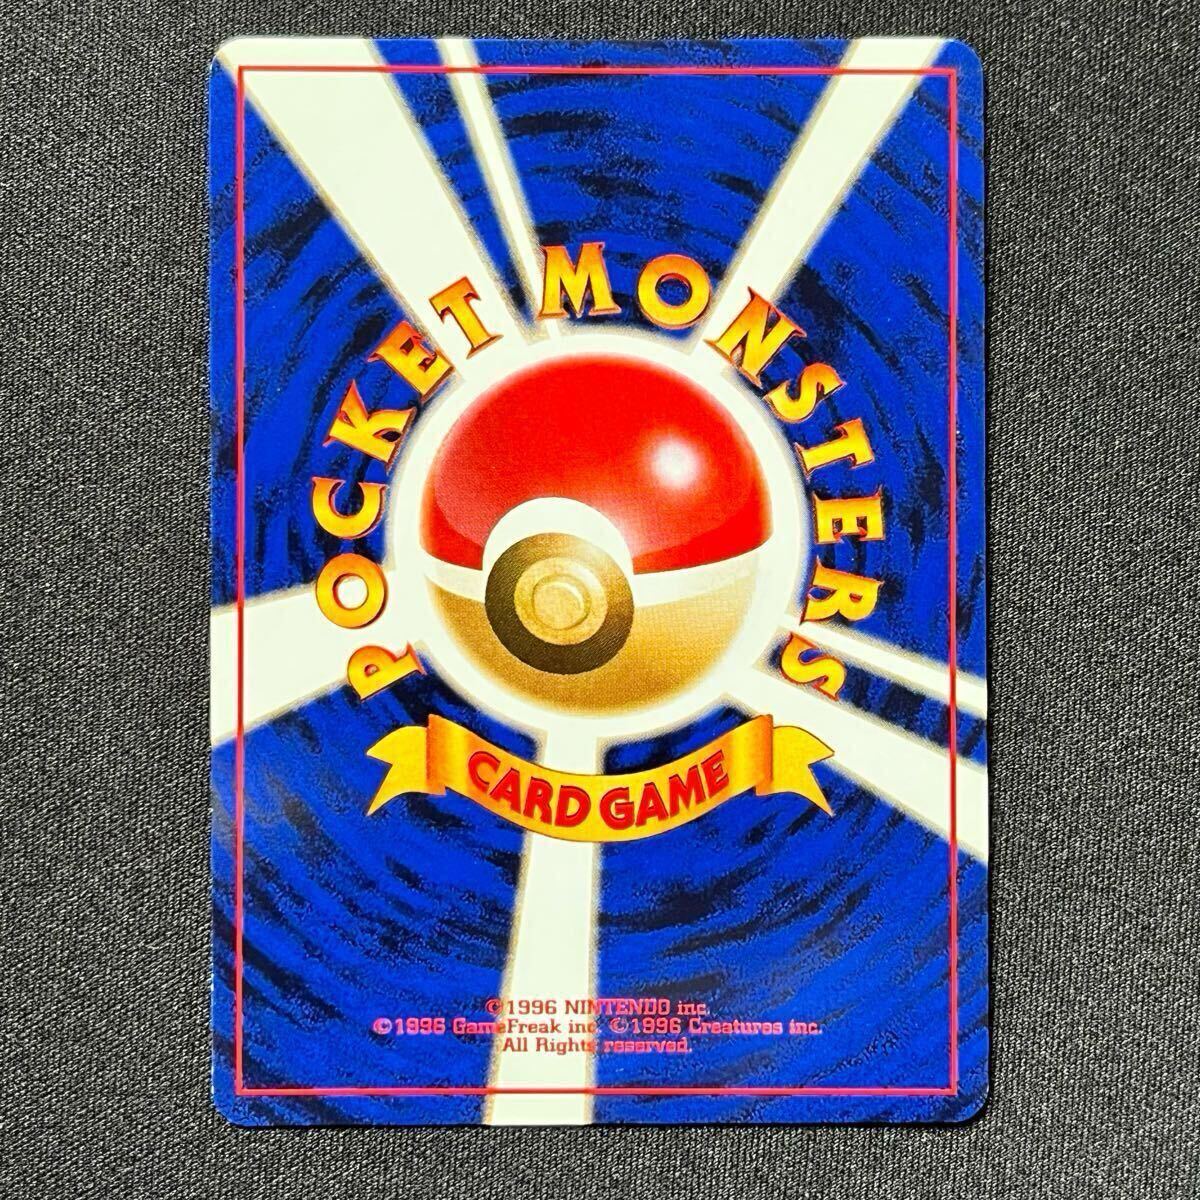 POCKET MONSTERS
CARD GAME
©1996 NINTENDO inc.
©1996 GameFreak inc. ©1996 Creatures inc.
All Rights reserved.